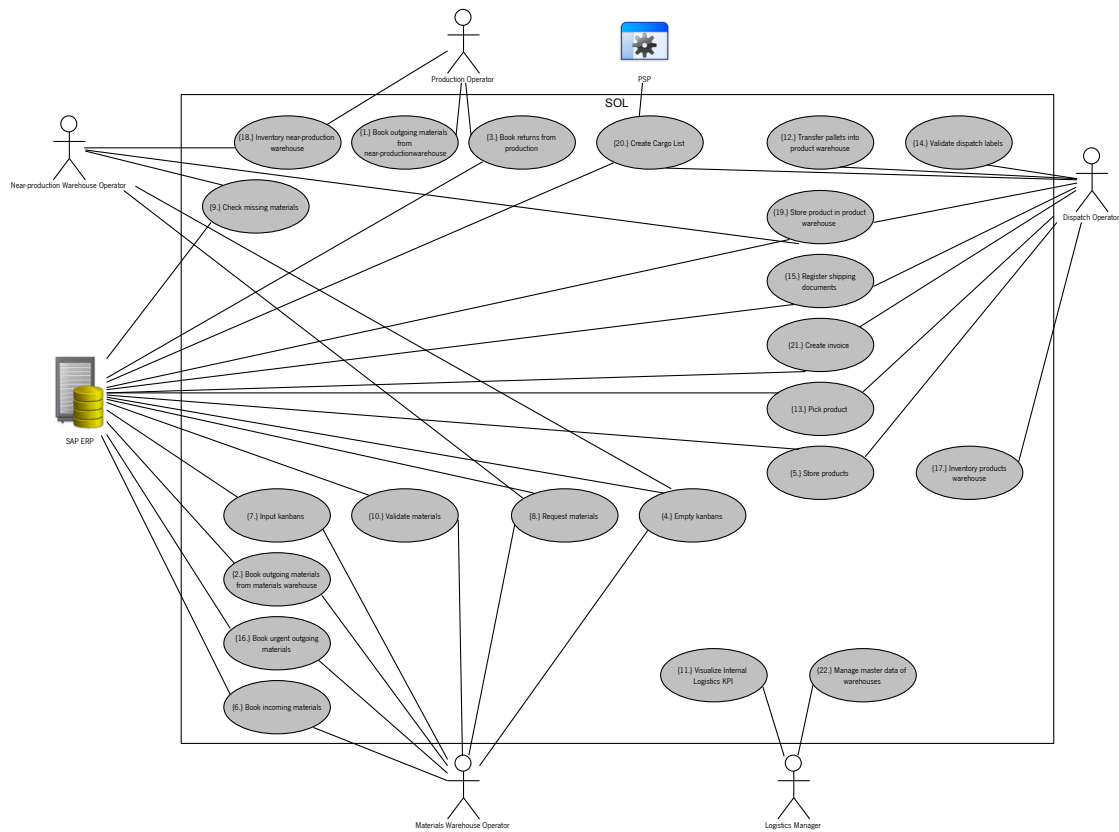 Production Operator
PSP
SOL
{18.} Inventory near-production
warehouse
{1.} Book outgoing materials
from
near-productionwarehouse
{3.} Book returns from
production
{20.} Create Cargo List
{12.} Transfer pallets into
product warehouse
{14.} Validate dispatch labels
Near-production Warehouse Operator
{9.} Check missing materials
{19.} Store product in product
warehouse
Dispatch Operator
{15.} Register shipping
documents
{21.} Create invoice
{13.} Pick product
SAP ERP
{5.} Store products
{17.} Inventory products
warehouse
{7.} Input kanbans
{10.} Validate materials
{8.} Request materials
{4.} Empty kanbans
{2.} Book outgoing materials
from materials warehouse
{16.} Book urgent outgoing
materials
{11.} Visualize Internal
Logistics KPI
{22.} Manage master data of
warehouses
{6.} Book incoming materials
Materials Warehouse Operator
Logistics Manager